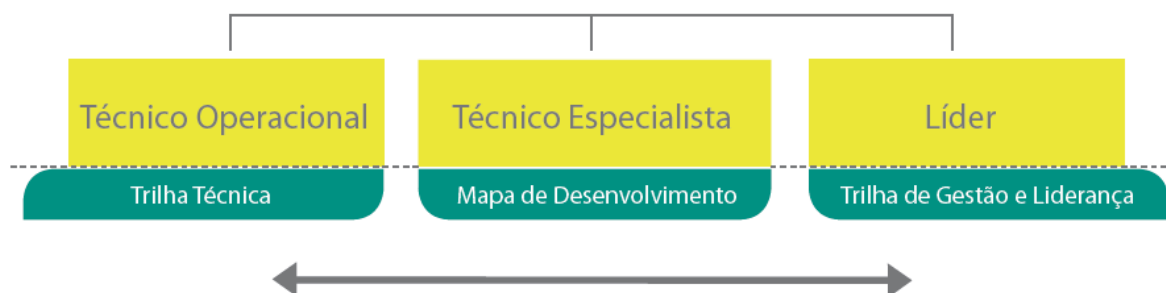 Técnico Operacional
Técnico Especialista
Líder
Trilha Técnica
Mapa de Desenvolvimento
Trilha de Gestão e Liderança